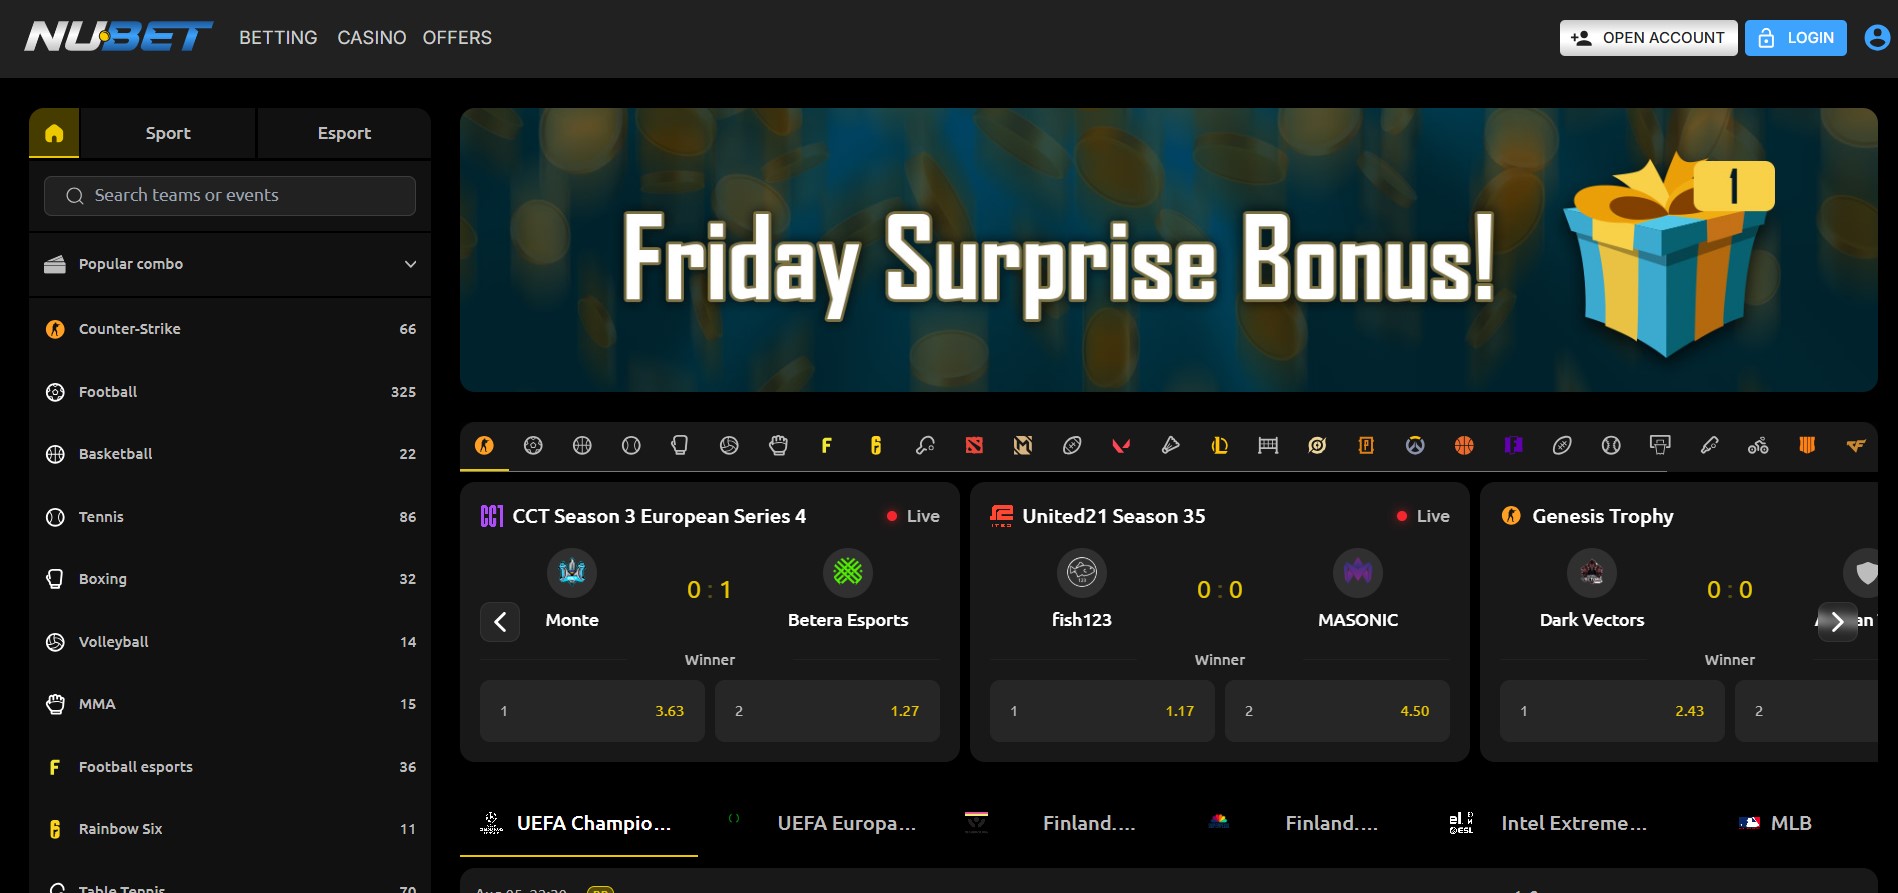 NUBET
BETTING CASINO OFFERS
OPEN ACCOUNT
LOGIN
Sport
Esport
Search teams or events
Popular combo
Counter-Strike 66
Football 325
Basketball 22
Tennis 86
Boxing 32
Volleyball 14
MMA 15
Football esports 36
Rainbow Six 11
Table Tennis 70
Friday Surprise Bonus!
1
CCT Season 3 European Series 4
Live
0 : 1
Monte
Betera Esports
Winner
1 3.63
2 1.27
United21 Season 35
Live
0 : 0
fish123
MASONIC
Winner
1 1.17
2 4.50
Genesis Trophy
0 : 0
Dark Vectors
Winner
1 2.43
2
UEFA Champio...
UEFA Europa...
Finland....
Finland....
Intel Extreme...
MLB